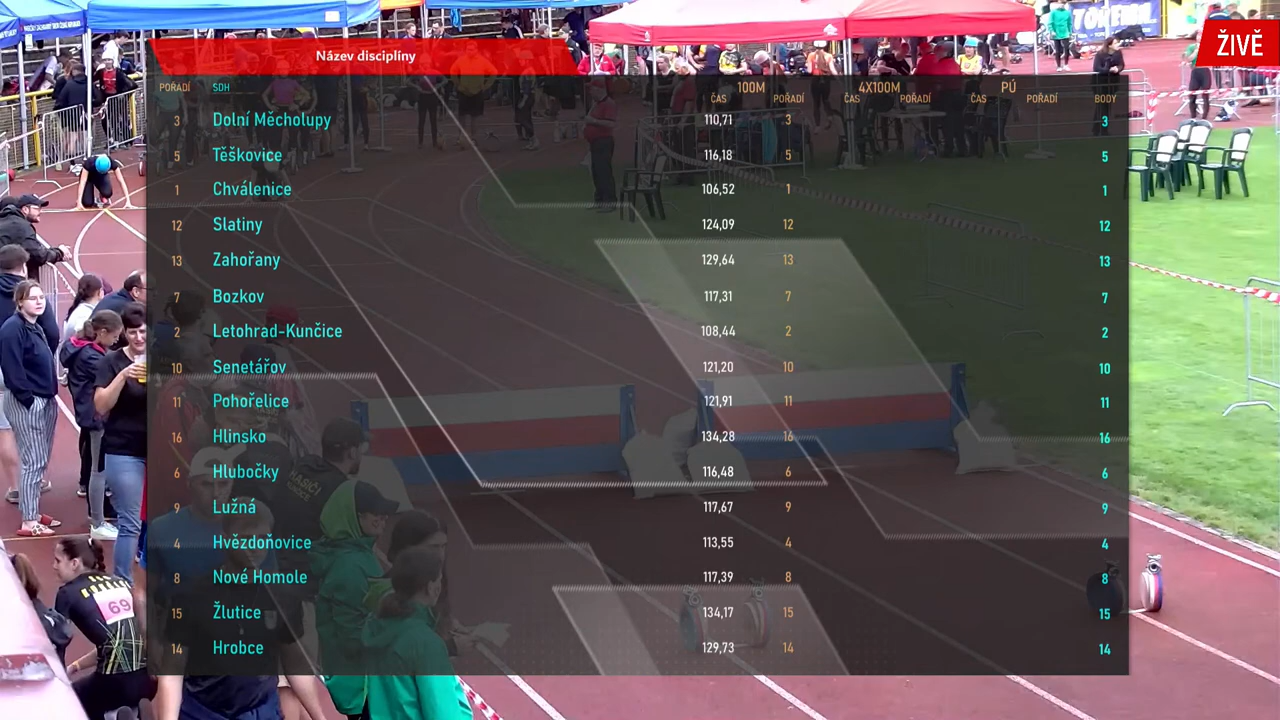 TOREMA
ŽIVĚ
Název disciplíny
POŘADÍ SDH 100M 4X100M PÚ
ČAS POŘADÍ ČAS POŘADÍ ČAS POŘADÍ BODY
3 Dolní Měcholupy 110,71 3 3
5 Těškovice 116,18 5 5
1 Chválenice 106,52 1 1
12 Slatiny 124,09 12 12
13 Zahořany 129,64 13 13
7 Bozkov 117,31 7 7
2 Letohrad-Kunčice 108,44 2 2
10 Senetářov 121,20 10 10
11 Pohořelice 121,91 11 11
16 Hlinsko 134,28 16 16
6 Hlubočky 116,48 6 6
9 Lužná 117,67 9 9
4 Hvězdoňovice 113,55 4 4
8 Nové Homole 117,39 8 8
15 Žlutice 134,17 15 15
14 Hrobce 129,73 14 14
69